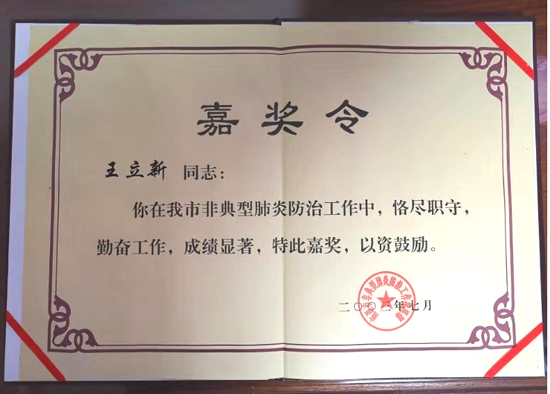 嘉奖令
王立新 同志：
你在我市非典型肺炎防治工作中，恪尽职守，
勤奋工作，成绩显著，特此嘉奖，以资鼓励。
二〇〇三年七月